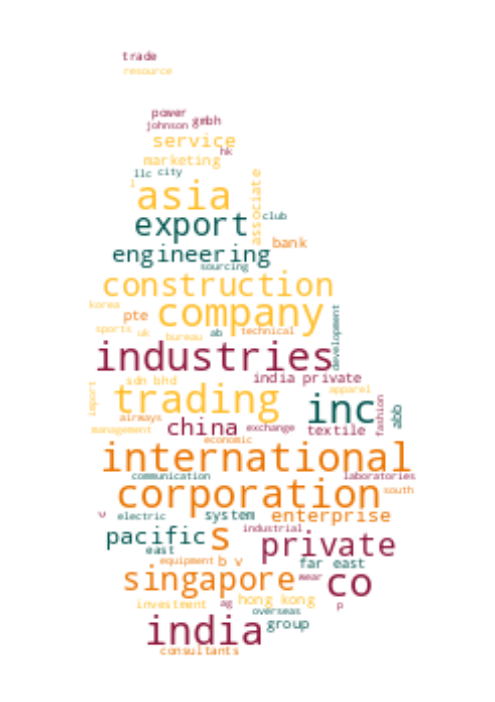 trade
resource
power
johnson gmbh
service
hk
marketing
llc city
l
asia
associate
export
club
engineering
bank
sourcing
construction
korea
company
pte
sports uk
bureau
ab
technical
development
industries
sdn bhd
india private
import
trading
apparel
inc
fashion
abb
airways
management
china
exchange
textile
economic
international
communication
laboratories
corporation
south
v
electric
system
enterprise
pacific
s
industrial
east
private
equipment
b v
far east
singapore
wear
co
investment
ag
hong kong
p
overseas
india
group
consultants